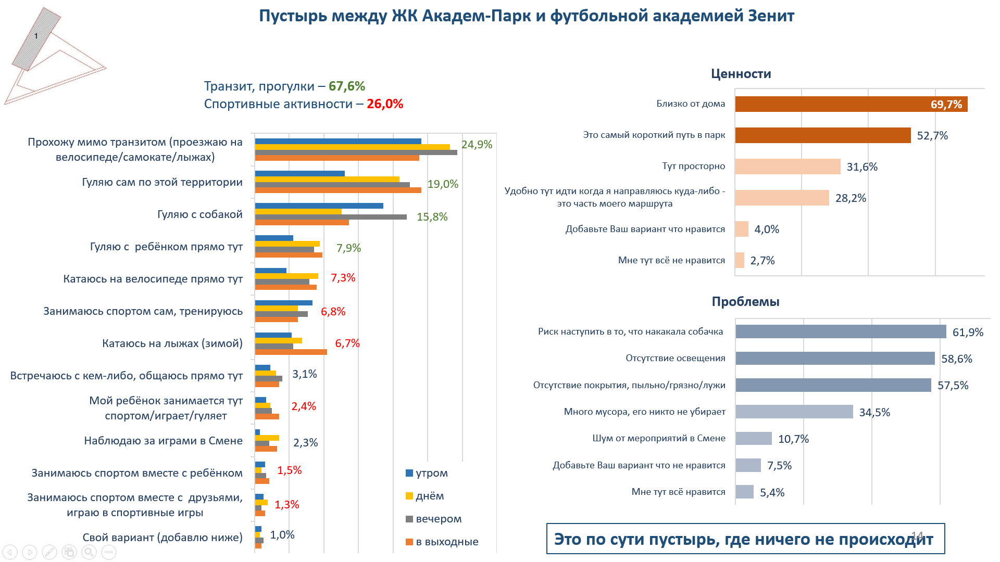 Пустырь между ЖК Академ-Парк и футбольной академией Зенит
1
Транзит, прогулки – 67,6%
Спортивные активности – 26,0%
Прохожу мимо транзитом (проезжаю на
велосипеде/самокате/лыжах)
24,9%
Гуляю сам по этой территории
19,0%
Гуляю с собакой
15,8%
Гуляю с  ребёнком прямо тут
7,9%
Катаюсь на велосипеде прямо тут
7,3%
Занимаюсь спортом сам, тренируюсь
6,8%
Катаюсь на лыжах (зимой)
6,7%
Встречаюсь с кем-либо, общаюсь прямо тут
3,1%
Мой ребёнок занимается тут
спортом/играет/гуляет
2,4%
Наблюдаю за играми в Смене
2,3%
Занимаюсь спортом вместе с ребёнком
1,5%
Занимаюсь спортом вместе с  друзьями,
играю в спортивные игры
1,3%
Свой вариант (добавлю ниже)
1,0%
утром
днём
вечером
в выходные
Ценности
Близко от дома
69,7%
Это самый короткий путь в парк
52,7%
Тут просторно
31,6%
Удобно тут идти когда я направляюсь куда-либо -
это часть моего маршрута
28,2%
Добавьте Ваш вариант что нравится
4,0%
Мне тут всё не нравится
2,7%
Проблемы
Риск наступить в то, что накакала собачка
61,9%
Отсутствие освещения
58,6%
Отсутствие покрытия, пыльно/грязно/лужи
57,5%
Много мусора, его никто не убирает
34,5%
Шум от мероприятий в Смене
10,7%
Добавьте Ваш вариант что не нравится
7,5%
Мне тут всё нравится
5,4%
Это по сути пустырь, где ничего не происходит
14